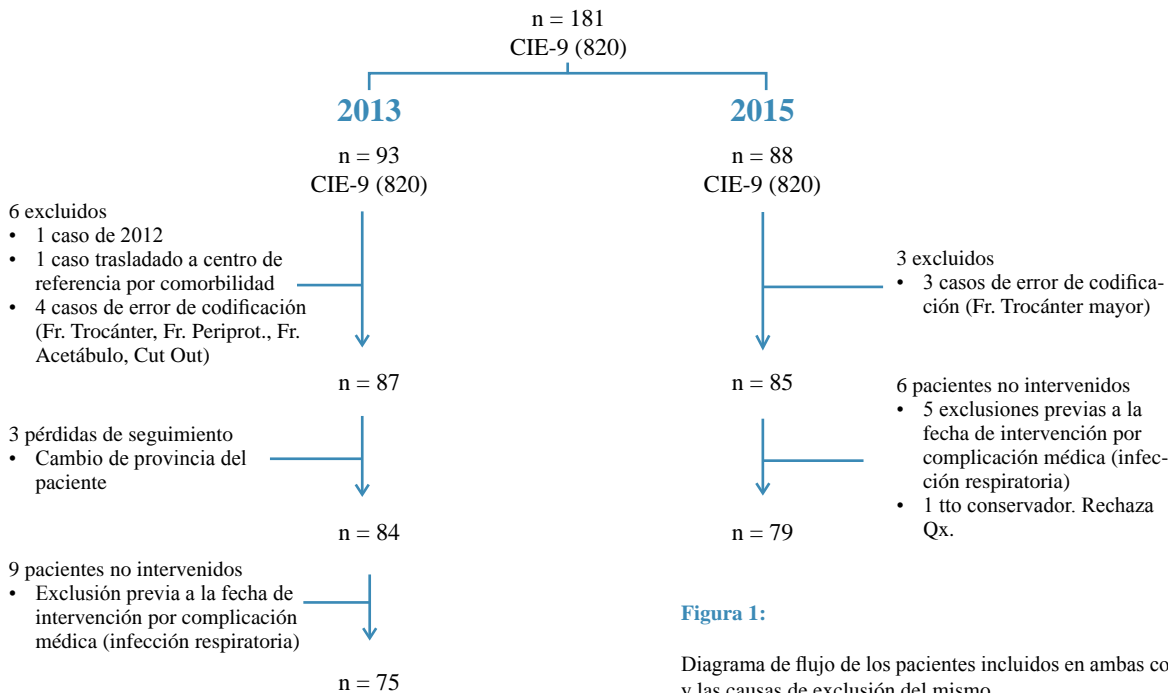 n = 181
CIE-9 (820)
2013
n = 93
CIE-9 (820)
6 excluidos
• 1 caso de 2012
• 1 caso trasladado a centro de
referencia por comorbilidad
• 4 casos de error de codificación
(Fr. Trocánter, Fr. Periprot., Fr.
Acetábulo, Cut Out)
n = 87
3 pérdidas de seguimiento
• Cambio de provincia del
paciente
n = 84
9 pacientes no intervenidos
• Exclusión previa a la fecha de
intervención por complicación
médica (infección respiratoria)
n = 75
2015
n = 88
CIE-9 (820)
3 excluidos
• 3 casos de error de codifica-
ción (Fr. Trocánter mayor)
n = 85
6 pacientes no intervenidos
• 5 exclusiones previas a la
fecha de intervención por
complicación médica (infec-
ción respiratoria)
• 1 tto conservador. Rechaza
Qx.
n = 79
Figura 1:
Diagrama de flujo de los pacientes incluidos en ambas co
y las causas de exclusión del mismo